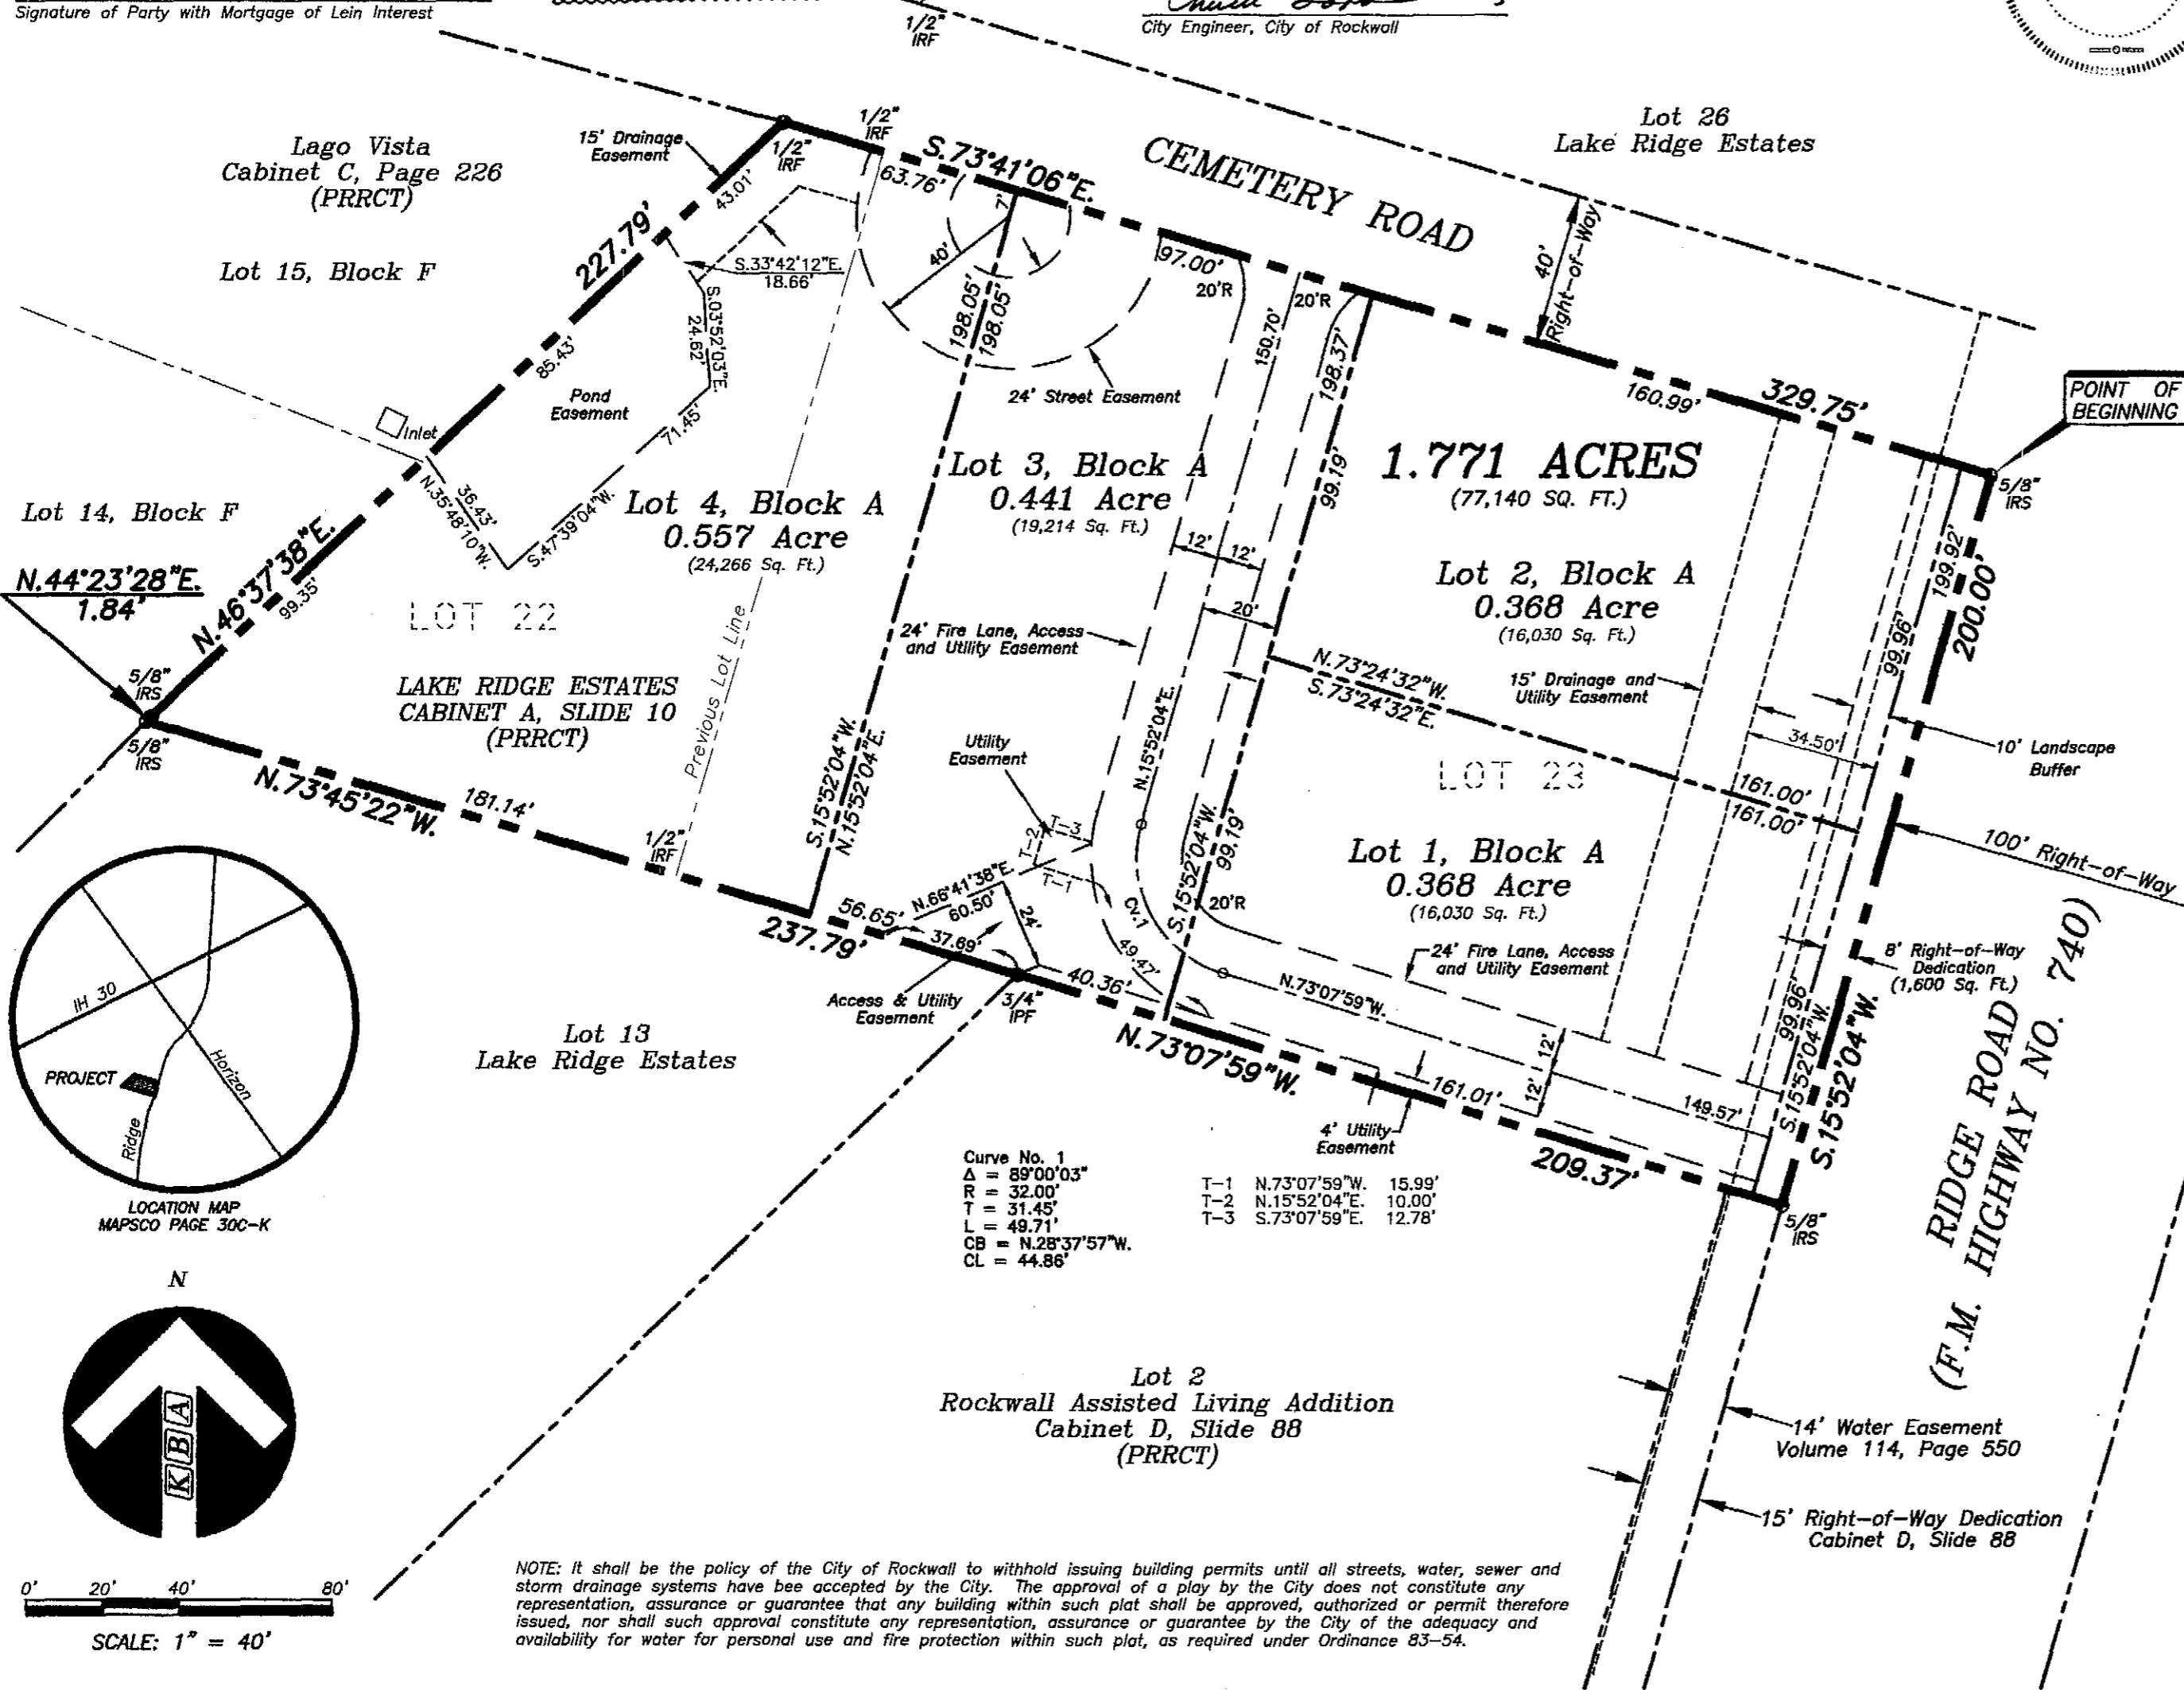 Signature of Party with Mortgage of Lein Interest
City Engineer, City of Rockwall
1/2"
IRF
Lot 26
Lake Ridge Estates
CEMETERY ROAD
40'
Right-of-Way
Lago Vista
Cabinet C, Page 226
(PRRCT)
Lot 15, Block F
15' Drainage
Easement
1/2"
IRF
1/2"
IRF
S.73°41'06"E.
63.76'
7'
40'
97.00'
20'R
20'R
160.99'
329.75'
POINT OF
BEGINNING
5/8"
IRS
227.79'
43.01'
85.43'
S.33°42'12"E.
18.66'
S.03°52'03"E.
24.62'
71.45'
Pond
Easement
Inlet
36.43'
N.35°48'10"W.
S.47°39'04"W.
198.05'
198.05'
24' Street Easement
150.70'
198.37'
99.19'
Lot 14, Block F
N.44°23'28"E.
1.84'
N.46°37'38"E.
99.35'
5/8"
IRS
5/8"
IRS
Lot 4, Block A
0.557 Acre
(24,266 Sq. Ft.)
LOT 22
LAKE RIDGE ESTATES
CABINET A, SLIDE 10
(PRRCT)
Previous Lot Line
Lot 3, Block A
0.441 Acre
(19,214 Sq. Ft.)
12'
12'
20'
24' Fire Lane, Access
and Utility Easement
1.771 ACRES
(77,140 SQ. FT.)
Lot 2, Block A
0.368 Acre
(16,030 Sq. Ft.)
N.73°24'32"W.
S.73°24'32"E.
15' Drainage and
Utility Easement
34.50'
199.92'
99.96'
200.00'
10' Landscape
Buffer
161.00'
161.00'
100' Right-of-Way
LOT 23
Lot 1, Block A
0.368 Acre
(16,030 Sq. Ft.)
Utility
Easement
N.15°52'04"E.
S.15°52'04"W.
N.15°52'04"E.
S.15°52'04"W.
99.19'
20'R
T-3
T-2
T-1
Cv.1
49.47'
N.73°45'22"W.
181.14'
1/2"
IRF
237.79'
56.65'
N.66°41'38"E.
60.50'
24'
37.69'
40.36'
Access & Utility
Easement
3/4"
IPF
24' Fire Lane, Access
and Utility Easement
N.73°07'59"W.
8' Right-of-Way
Dedication
(1,600 Sq. Ft.)
99.96'
S.15°52'04"W.
S.15°52'04"W.
N.73°07'59"W.
12'
12'
161.01'
149.57'
4' Utility
Easement
209.37'
5/8"
IRS
RIDGE ROAD
(F.M. HIGHWAY NO. 740)
Lot 13
Lake Ridge Estates
IH 30
Horizon
PROJECT
Ridge
LOCATION MAP
MAPSCO PAGE 30C-K
Curve No. 1
Δ = 89°00'03"
R = 32.00'
T = 31.45'
L = 49.71'
CB = N.28°37'57"W.
CL = 44.86'
T-1 N.73°07'59"W. 15.99'
T-2 N.15°52'04"E. 10.00'
T-3 S.73°07'59"E. 12.78'
N
KBA
Lot 2
Rockwall Assisted Living Addition
Cabinet D, Slide 88
(PRRCT)
14' Water Easement
Volume 114, Page 550
15' Right-of-Way Dedication
Cabinet D, Slide 88
0' 20' 40' 80'
SCALE: 1" = 40'
NOTE: It shall be the policy of the City of Rockwall to withhold issuing building permits until all streets, water, sewer and
storm drainage systems have bee accepted by the City. The approval of a play by the City does not constitute any
representation, assurance or guarantee that any building within such plat shall be approved, authorized or permit therefore
issued, nor shall such approval constitute any representation, assurance or guarantee by the City of the adequacy and
availability for water for personal use and fire protection within such plat, as required under Ordinance 83-54.